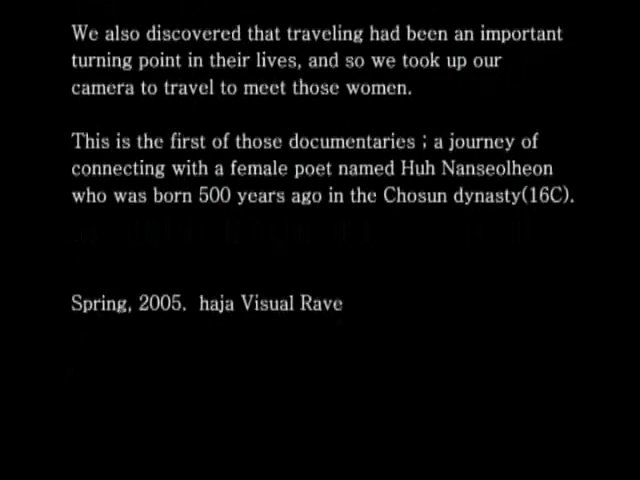 We also discovered that traveling had been an important
turning point in their lives, and so we took up our
camera to travel to meet those women.
This is the first of those documentaries ; a journey of
connecting with a female poet named Huh Nanseolheon
who was born 500 years ago in the Chosun dynasty(16C).
Spring, 2005. haja Visual Rave